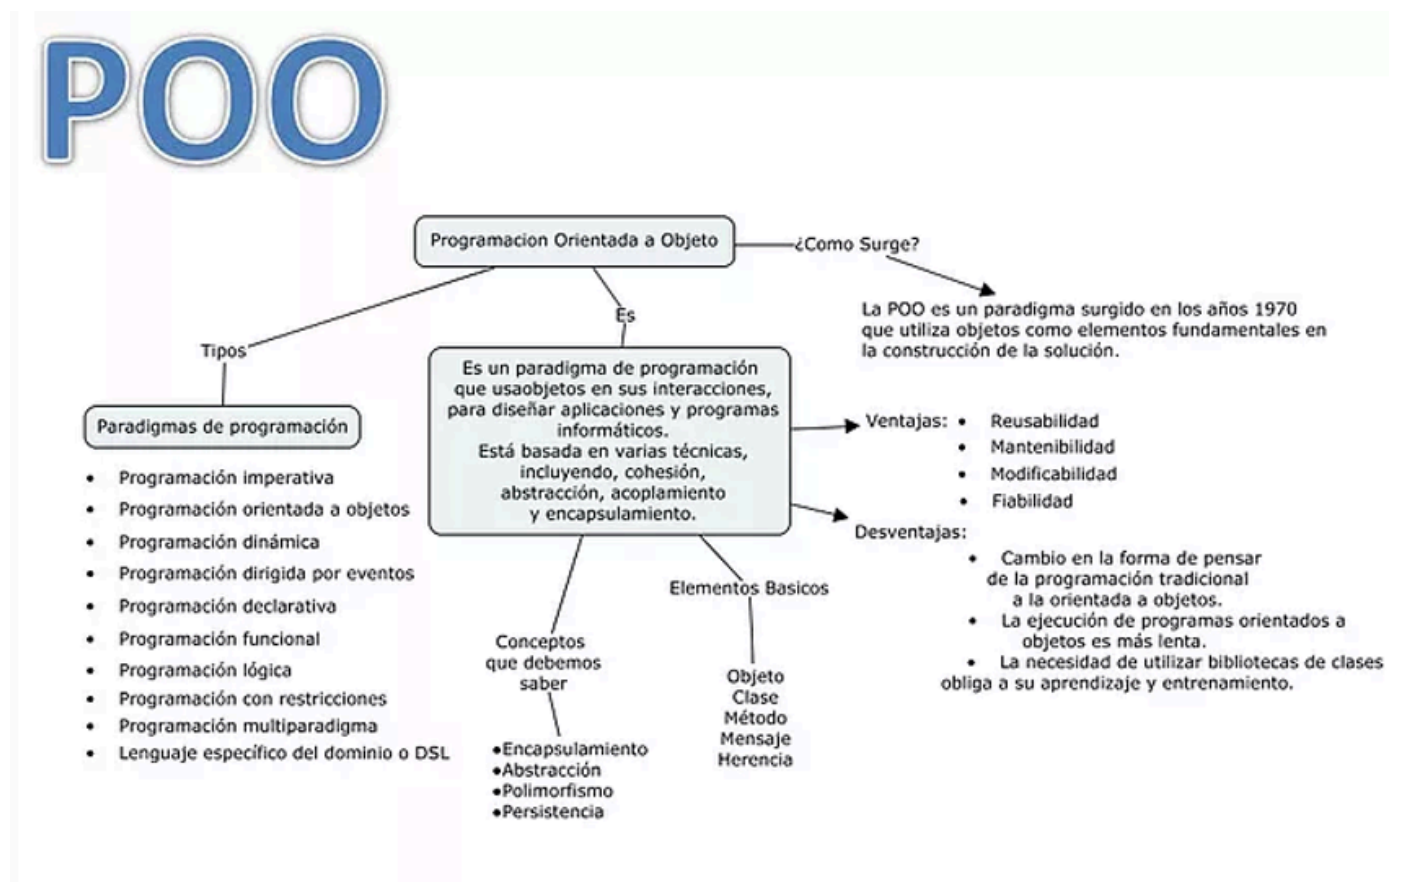 POO
Programacion Orientada a Objeto
¿Como Surge?
La POO es un paradigma surgido en los años 1970
que utiliza objetos como elementos fundamentales en
la construcción de la solución.
Es
Tipos
Paradigmas de programación
• Programación imperativa
• Programación orientada a objetos
• Programación dinámica
• Programación dirigida por eventos
• Programación declarativa
• Programación funcional
• Programación lógica
• Programación con restricciones
• Programación multiparadigma
• Lenguaje específico del dominio o DSL
Es un paradigma de programación
que usaobjetos en sus interacciones,
para diseñar aplicaciones y programas
informáticos.
Está basada en varias técnicas,
incluyendo, cohesión,
abstracción, acoplamiento
y encapsulamiento.
Ventajas: • Reusabilidad
• Mantenibilidad
• Modificabilidad
• Fiabilidad
Desventajas:
• Cambio en la forma de pensar
de la programación tradicional
a la orientada a objetos.
• La ejecución de programas orientados a
objetos es más lenta.
• La necesidad de utilizar bibliotecas de clases
obliga a su aprendizaje y entrenamiento.
Conceptos
que debemos
saber
•Encapsulamiento
•Abstracción
•Polimorfismo
•Persistencia
Elementos Basicos
Objeto
Clase
Método
Mensaje
Herencia